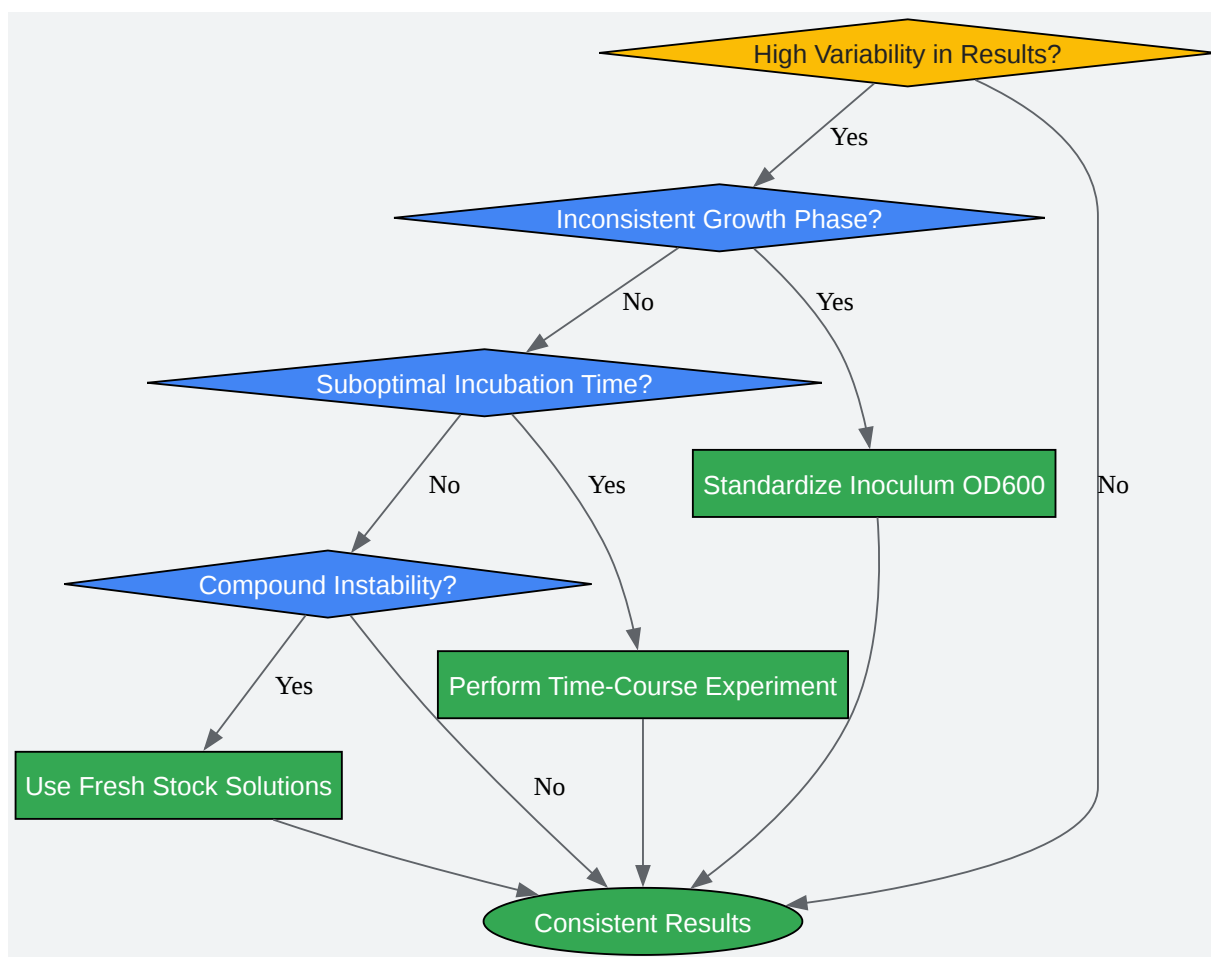 High Variability in Results?
Yes
Inconsistent Growth Phase?
No
Yes
Suboptimal Incubation Time?
No
Yes
Standardize Inoculum OD600
No
Compound Instability?
Yes
Perform Time-Course Experiment
Use Fresh Stock Solutions
No
Consistent Results